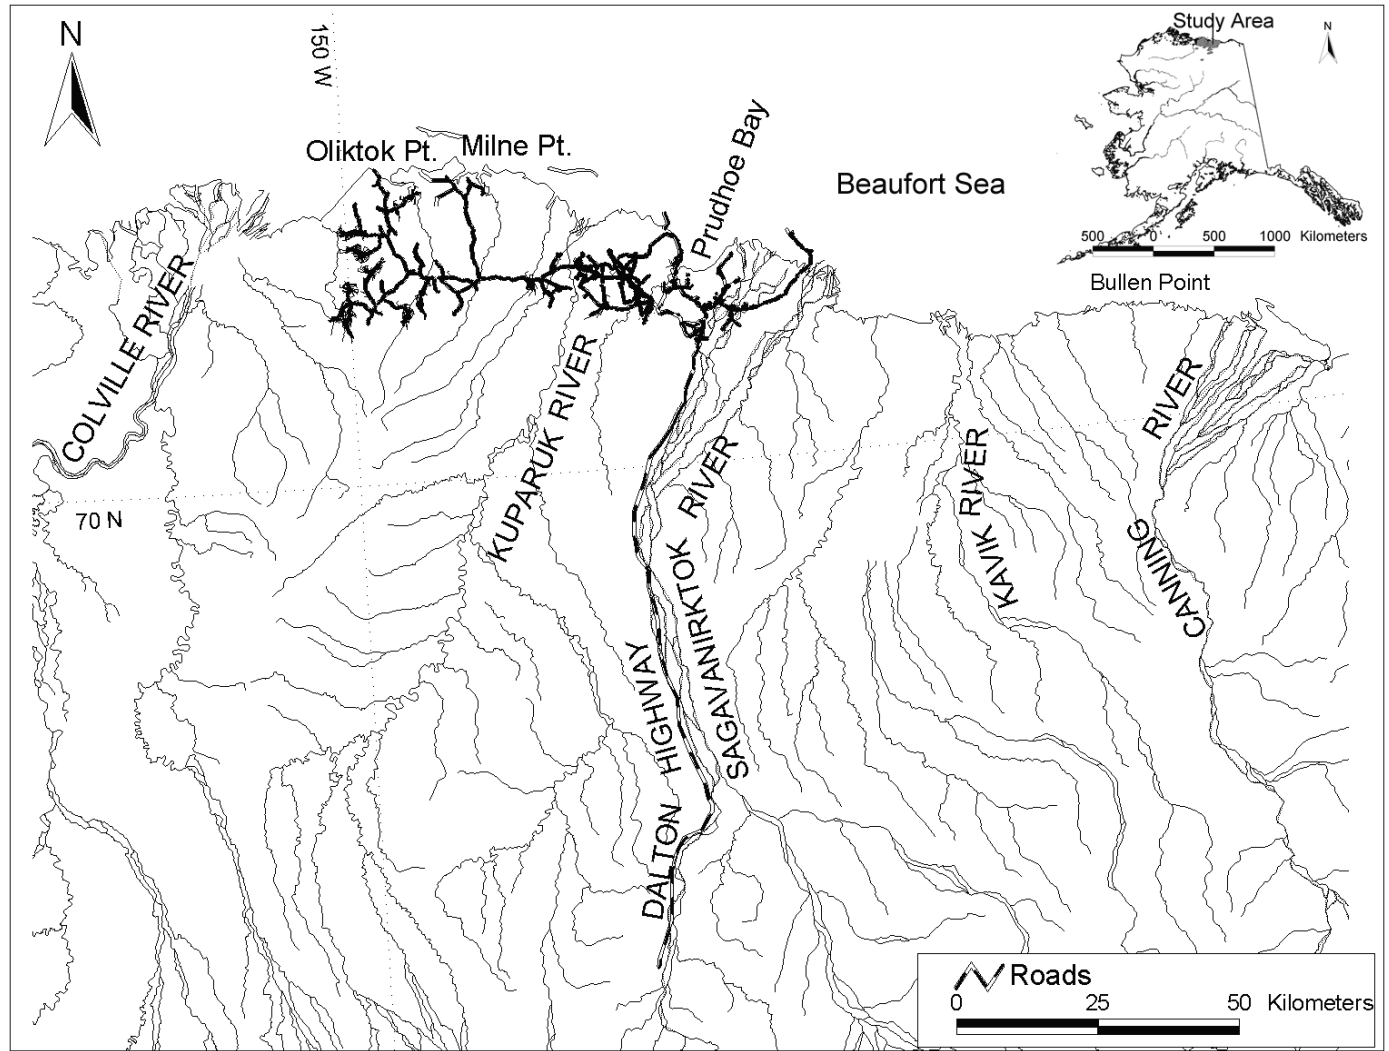 N
150 W
Study Area
N
Oliktok Pt.
Milne Pt.
Prudhoe Bay
Beaufort Sea
500 0 500 1000 Kilometers
Bullen Point
COLVILLE RIVER
KUPARUK RIVER
SAGAVANIRKTOK RIVER
KAVIK RIVER
CANNING RIVER
70 N
DALTON HIGHWAY
Roads
0 25 50 Kilometers